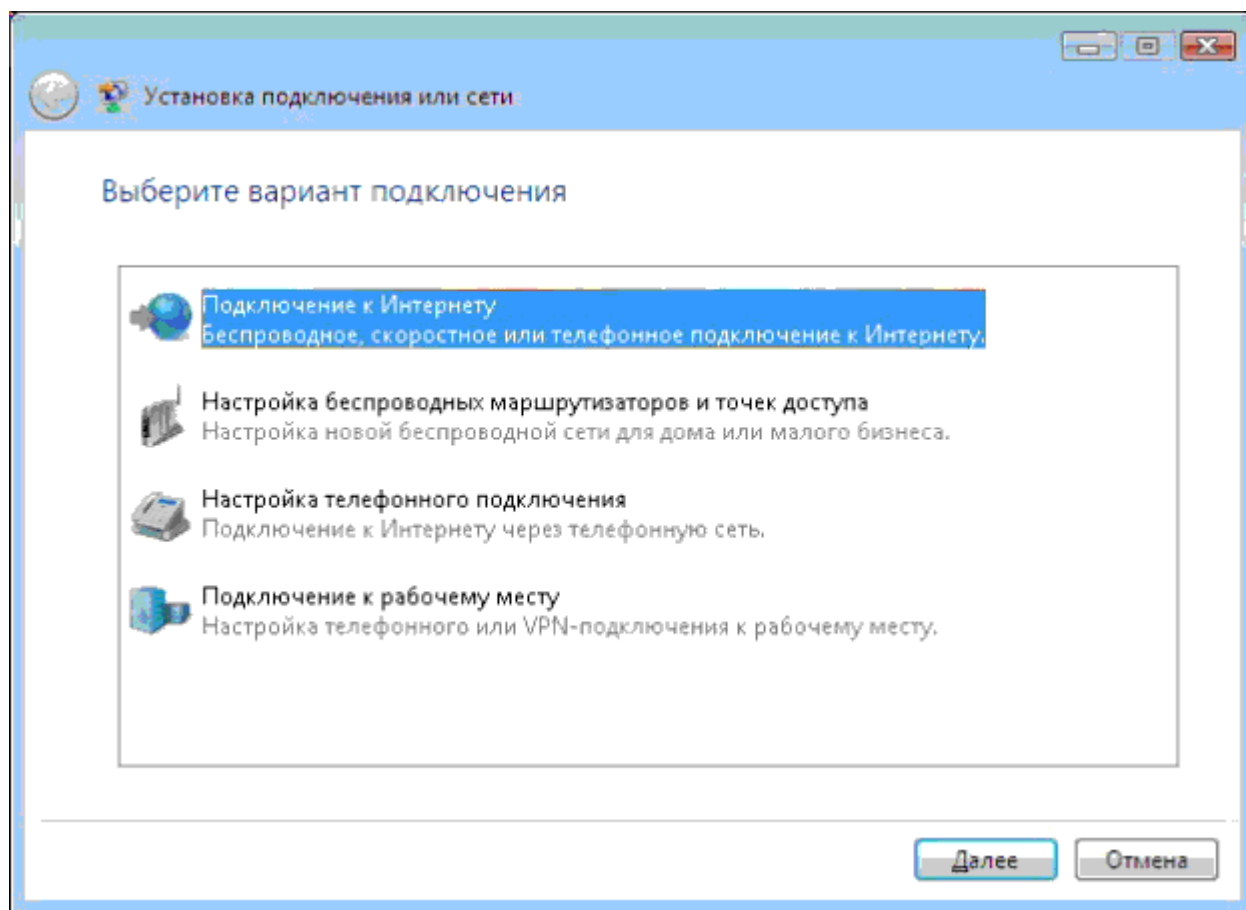 Установка подключения или сети
Выберите вариант подключения
Подключение к Интернету
Беспроводное, скоростное или телефонное подключение к Интернету.
Настройка беспроводных маршрутизаторов и точек доступа
Настройка новой беспроводной сети для дома или малого бизнеса.
Настройка телефонного подключения
Подключение к Интернету через телефонную сеть.
Подключение к рабочему месту
Настройка телефонного или VPN-подключения к рабочему месту.
Далее
Отмена